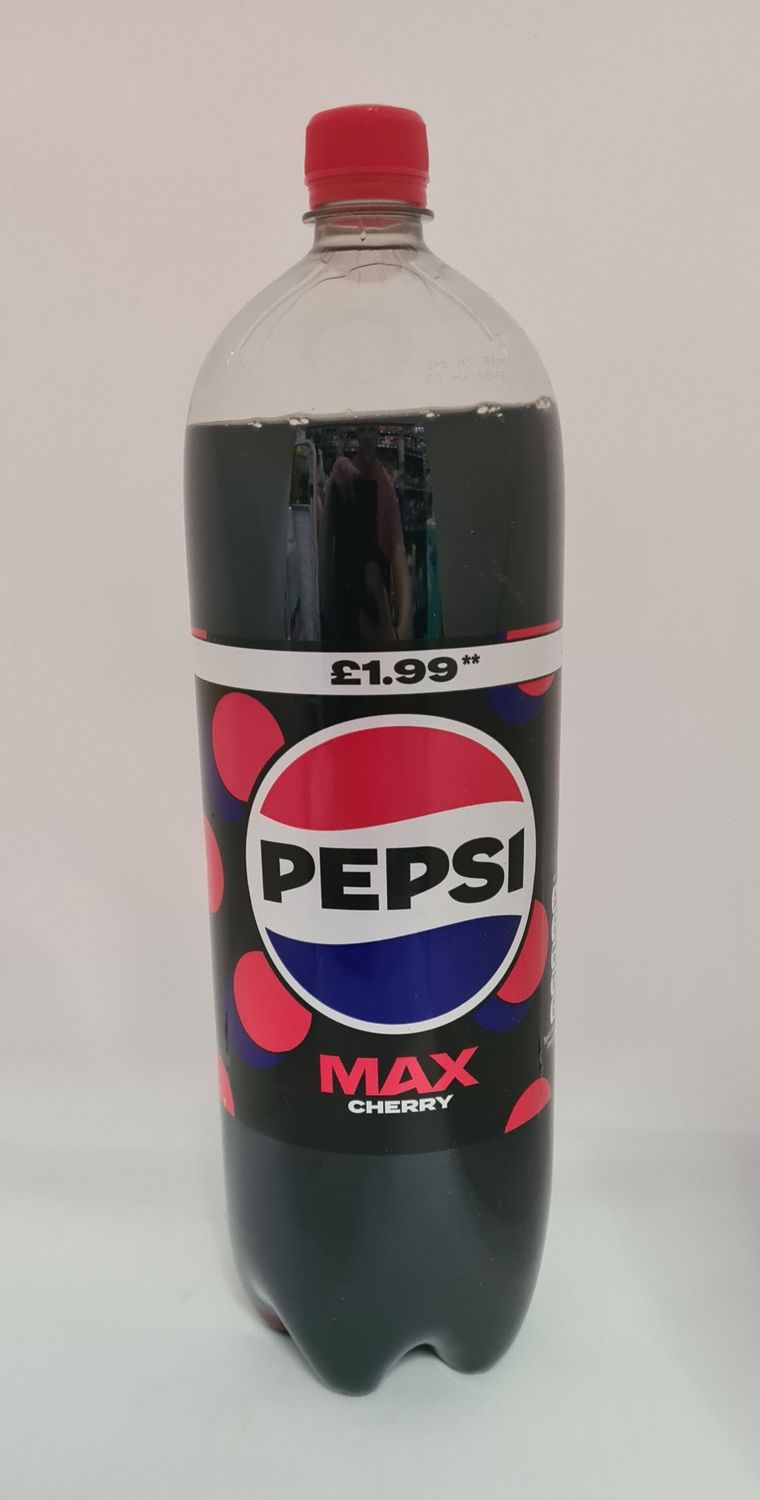 £1.99**
PEPSI
MAX
CHERRY